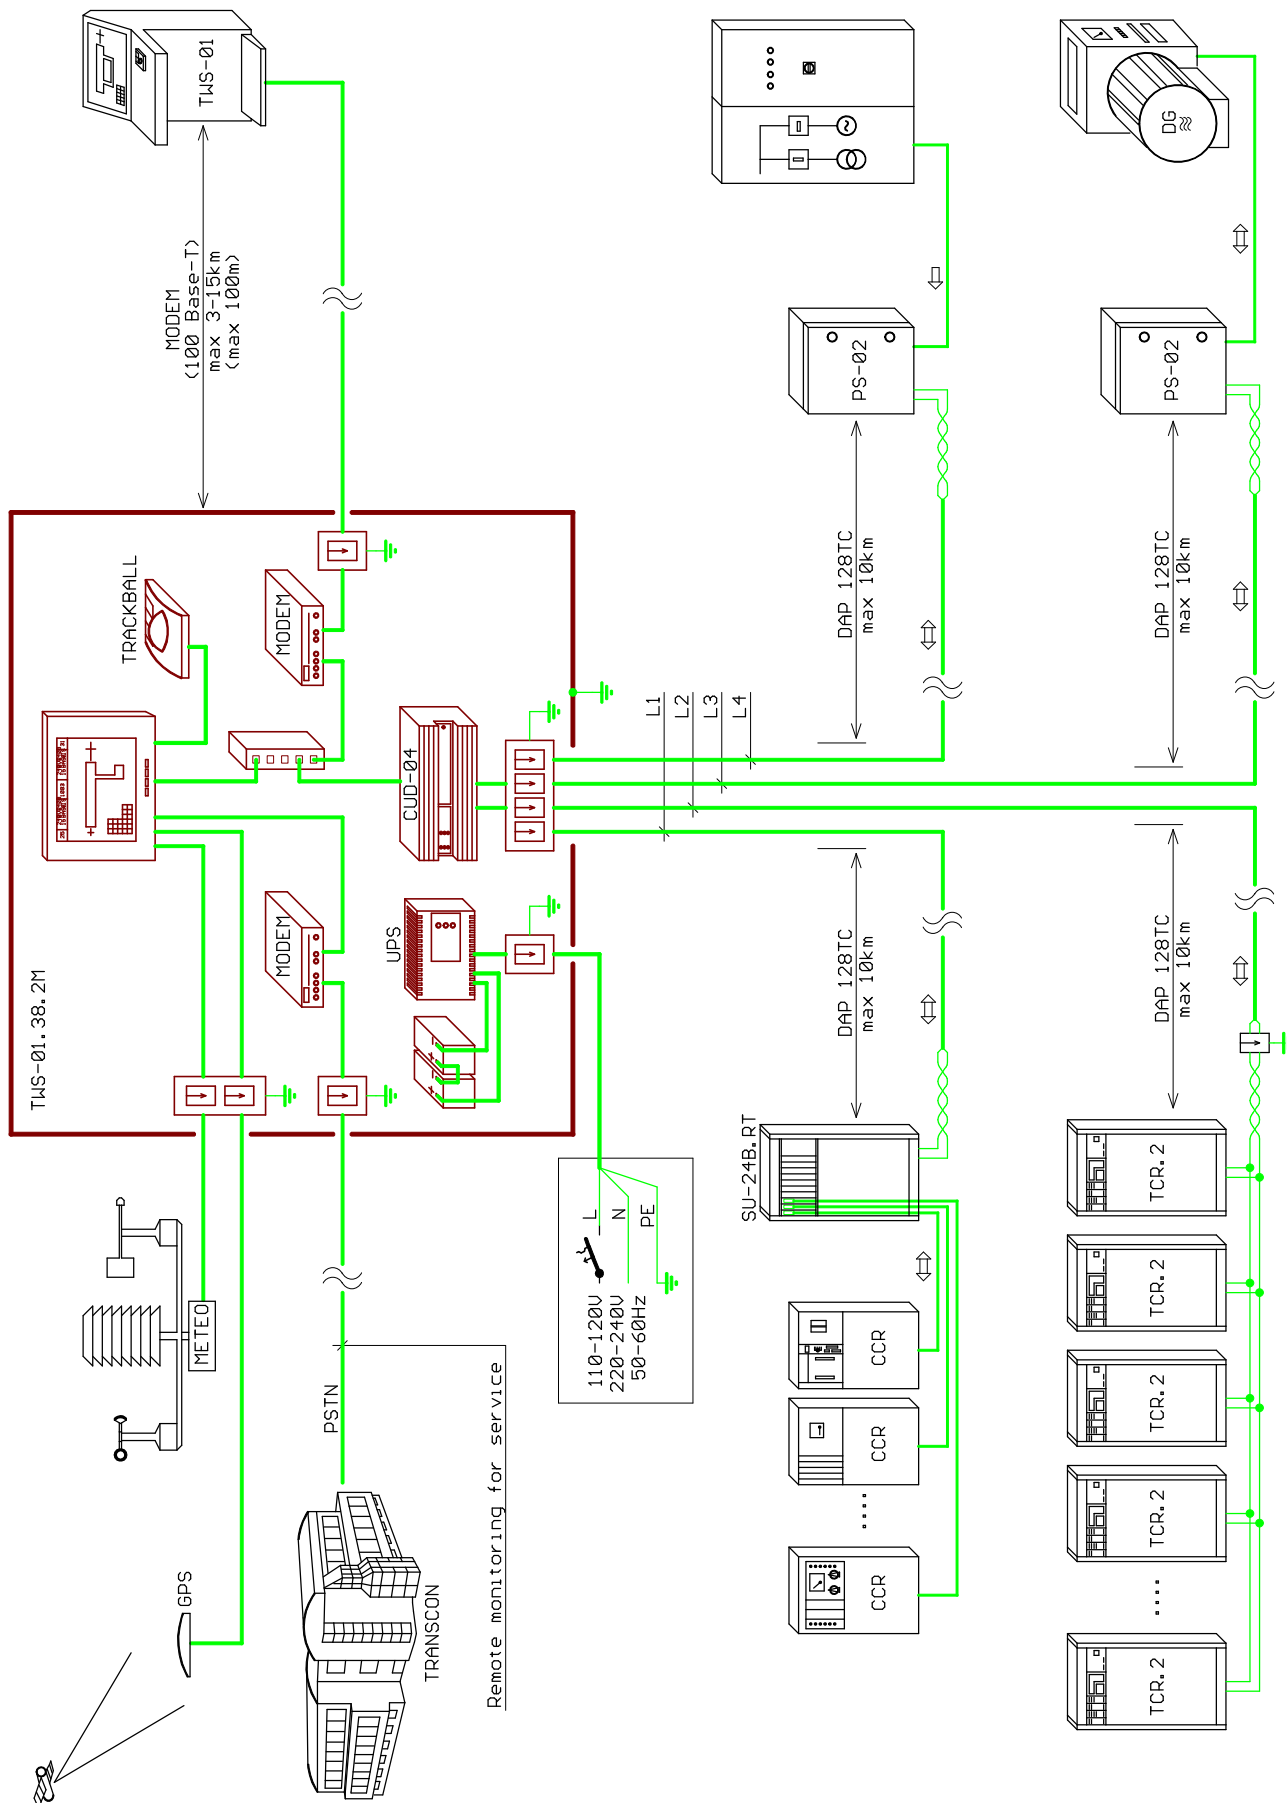 TWS-01
MODEM
(100 Base-T)
max 3-15km
(max 100m)
DG
PS-02
PS-02
DAP 128TC
max 10km
DAP 128TC
max 10km
TWS-01.38.2M
TRACKBALL
MODEM
MODEM
CUD-04
UPS
L1
L2
L3
L4
DAP 128TC
max 10km
DAP 128TC
max 10km
METEO
GPS
PSTN
TRANSCON
Remote monitoring for service
L
N
PE
110-120V
220-240V
50-60Hz
SU-24B.RT
CCR
CCR
CCR
TCR.2
TCR.2
TCR.2
TCR.2
TCR.2